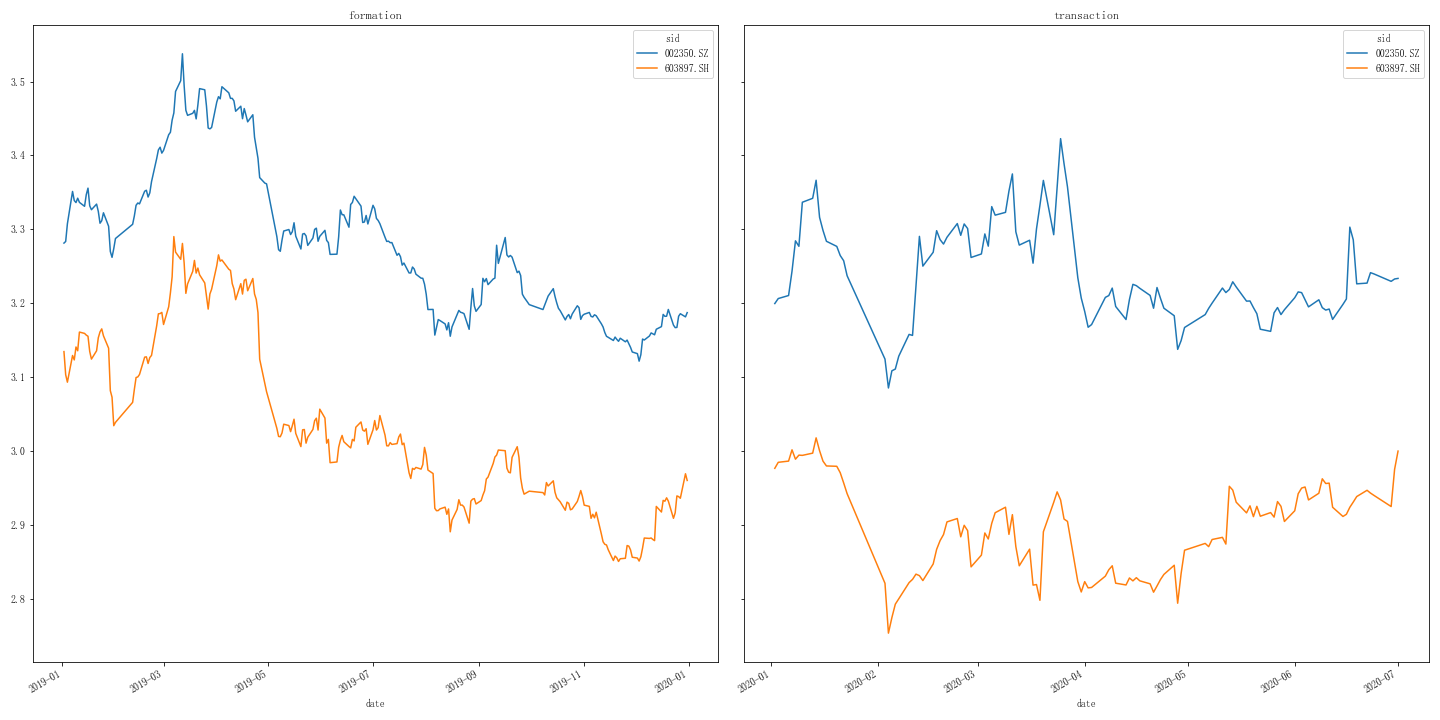 formation
sid
002350.SZ
603897.SH
3.5
3.4
3.3
3.2
3.1
3.0
2.9
2.8
2019-01
2019-03
2019-05
2019-07
2019-09
2019-11
2020-01
date
transaction
sid
002350.SZ
603897.SH
2020-01
2020-02
2020-03
2020-04
2020-05
2020-06
2020-07
date